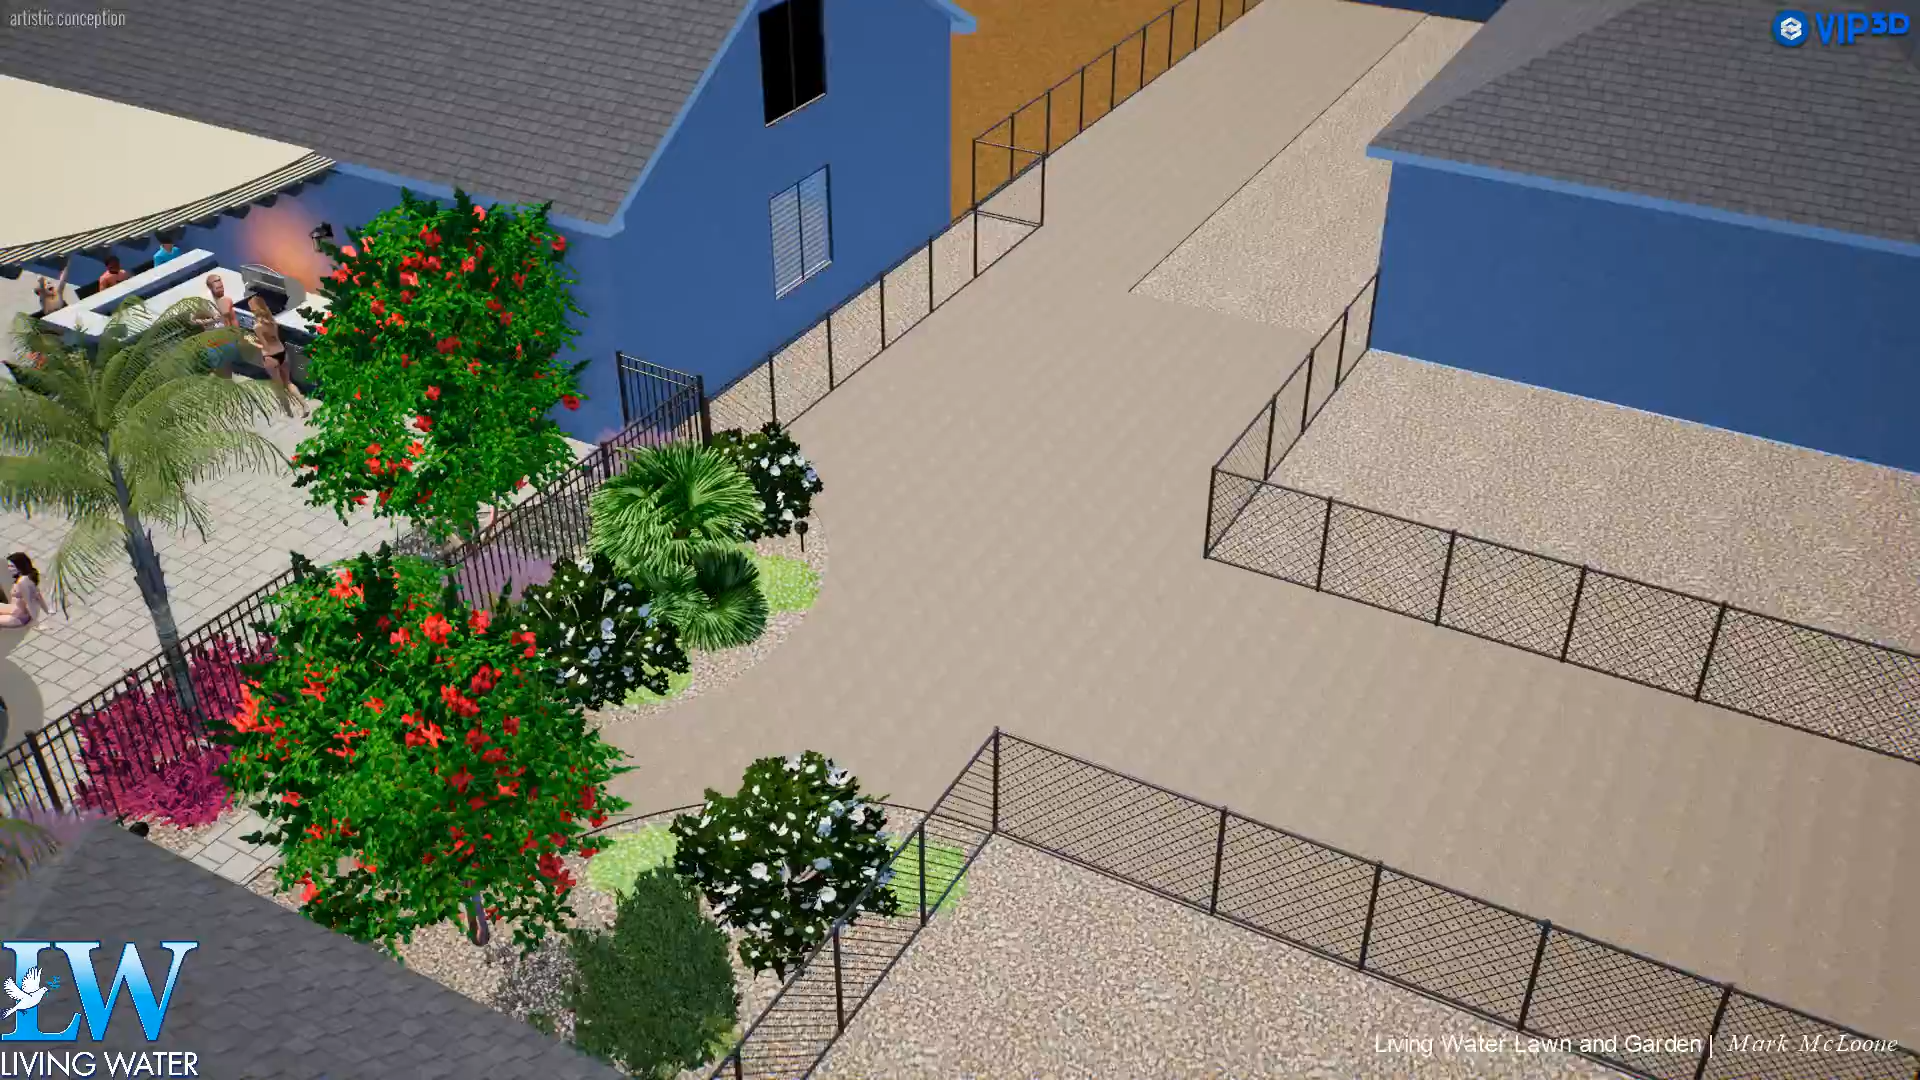 artistic conception
VIP3D
LW
LIVING WATER
Living Water Lawn and Garden | Mark McLoone